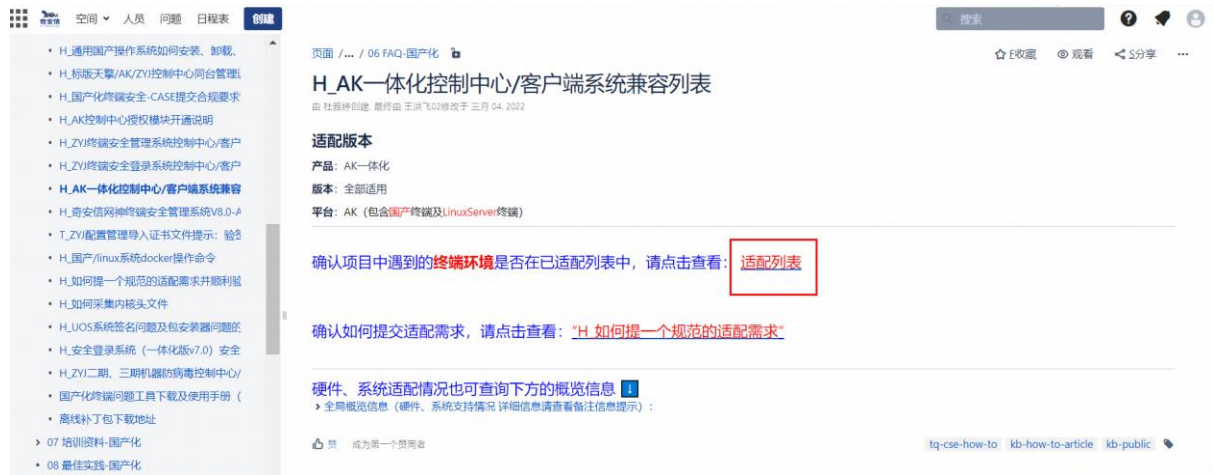 奇安信 空间 人员 问题 日程表 创建 搜索
H_通用国产操作系统如何安装、卸载、
H_标版天擎/AK/ZYJ控制中心同台管理
H_国产化终端安全-CASE提交合规要求
H_AK控制中心授权模块开通说明
H_ZYJ终端安全管理系统控制中心/客户
H_ZYJ终端安全登录系统控制中心/客户
H_AK一体化控制中心/客户端系统兼容
H_奇安信网神终端安全管理系统V8.0-A
T_ZYJ配置管理导入证书文件提示：验签
H_国产/linux系统docker操作命令
H_如何提一个规范的适配需求并顺利验
H_如何采集内核头文件
H_UOS系统签名问题及包安装器问题的
H_安全登录系统（一体化版v7.0）安全
H_ZYJ二期、三期机器防病毒控制中心/
国产化终端问题工具下载及使用手册（
离线补丁包下载地址
07 培训资料-国产化
08 最佳实践-国产化
页面 /... / 06 FAQ-国产化
F收藏 观看 S分享 ...
H_AK一体化控制中心/客户端系统兼容列表
由 杜雅婷创建, 最终由 王洪飞02修改于 三月 04, 2022
适配版本
产品：AK一体化
版本：全部适用
平台：AK（包含国产终端及LinuxServer终端）
确认项目中遇到的终端环境是否在已适配列表中，请点击查看：适配列表
确认如何提交适配需求，请点击查看：“H_如何提一个规范的适配需求”
硬件、系统适配情况也可查询下方的概览信息
全局概览信息（硬件、系统支持情况 详细信息请查看备注信息提示）：
赞 成为第一个赞同者
tq-cse-how-to kb-how-to-article kb-public